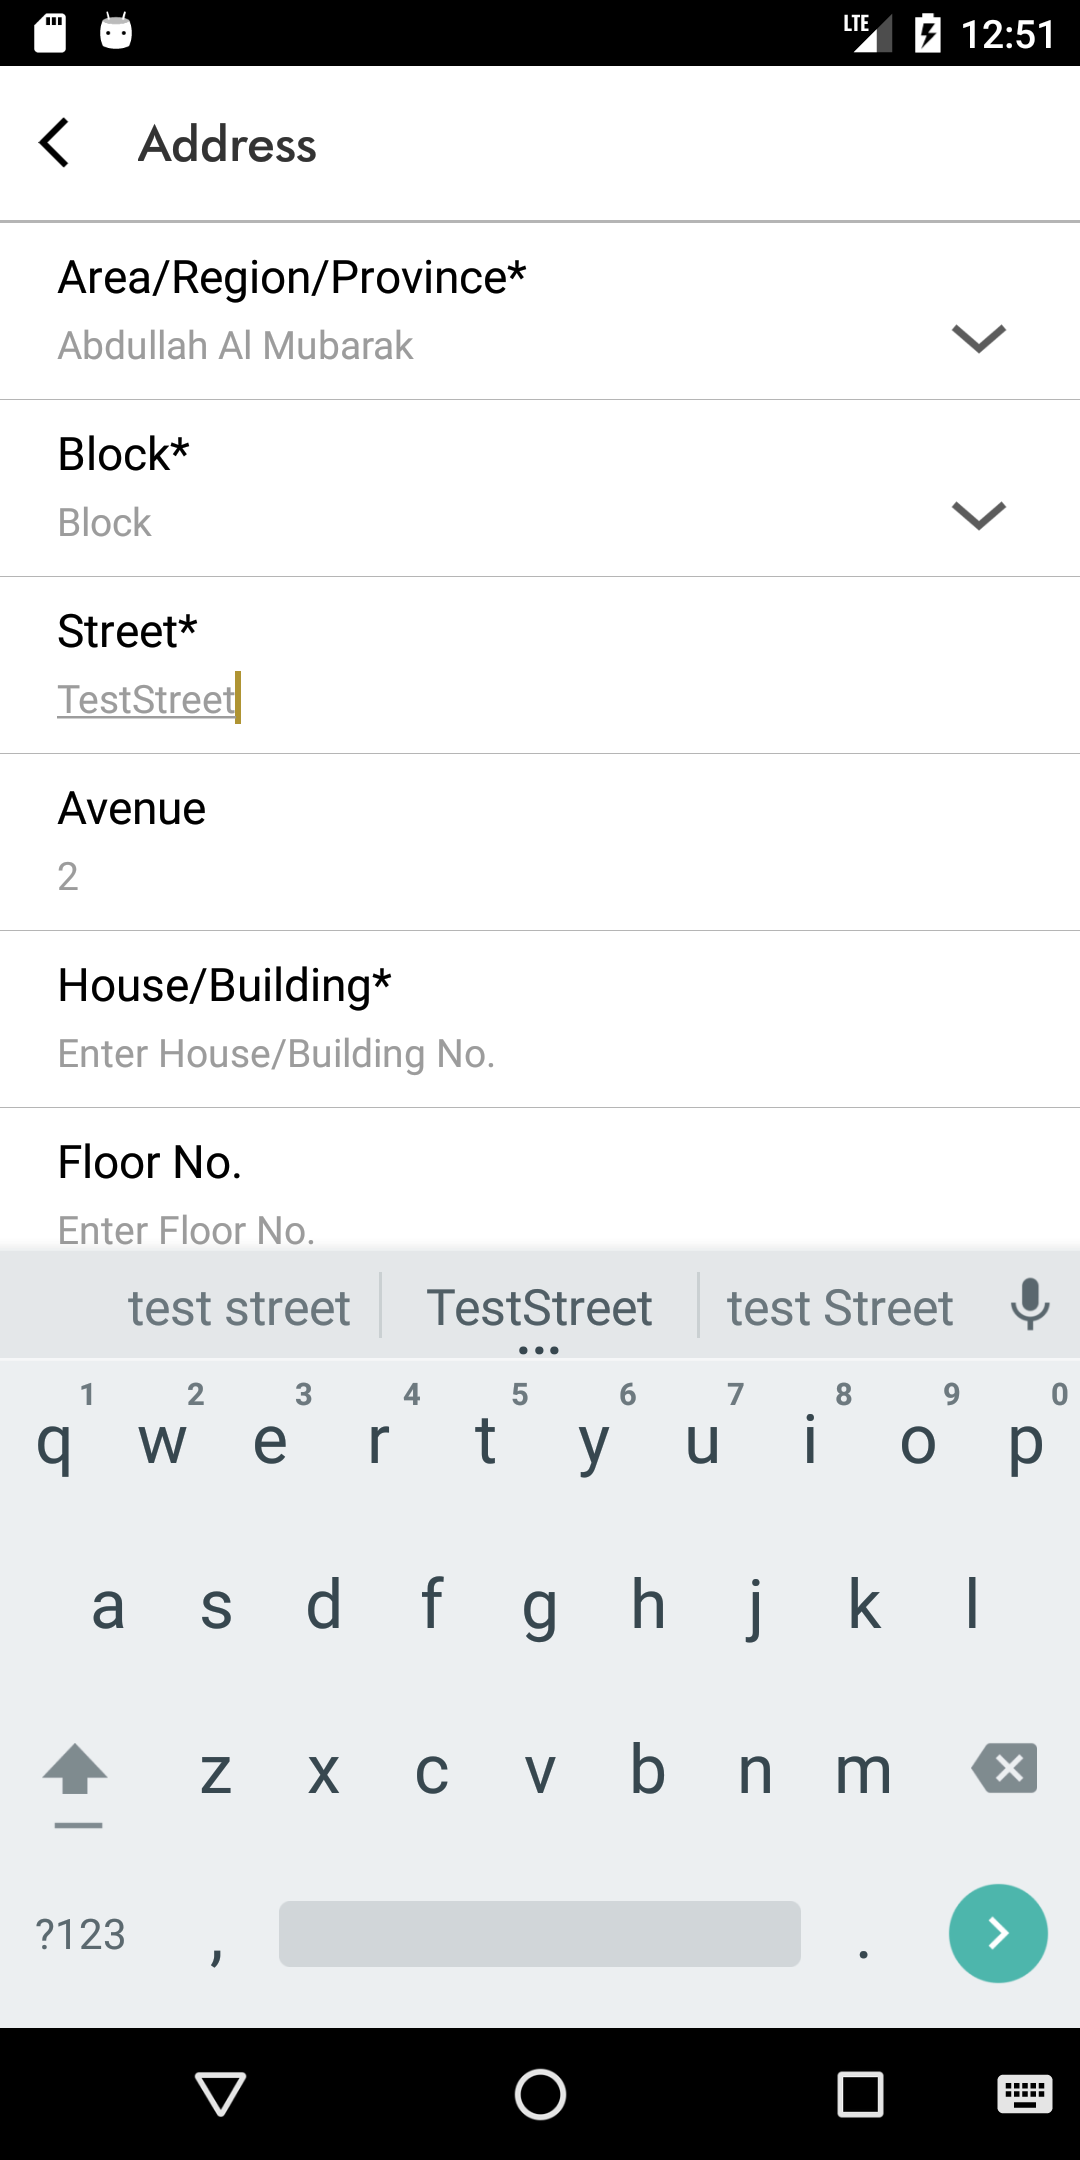 LTE 12:51
Address
Area/Region/Province*
Abdullah Al Mubarak
Block*
Block
Street*
TestStreet
Avenue
2
House/Building*
Enter House/Building No.
Floor No.
Enter Floor No.
test street TestStreet test Street
1 2 3 4 5 6 7 8 9 0
q w e r t y u i o p
a s d f g h j k l
z x c v b n m
?123 , .